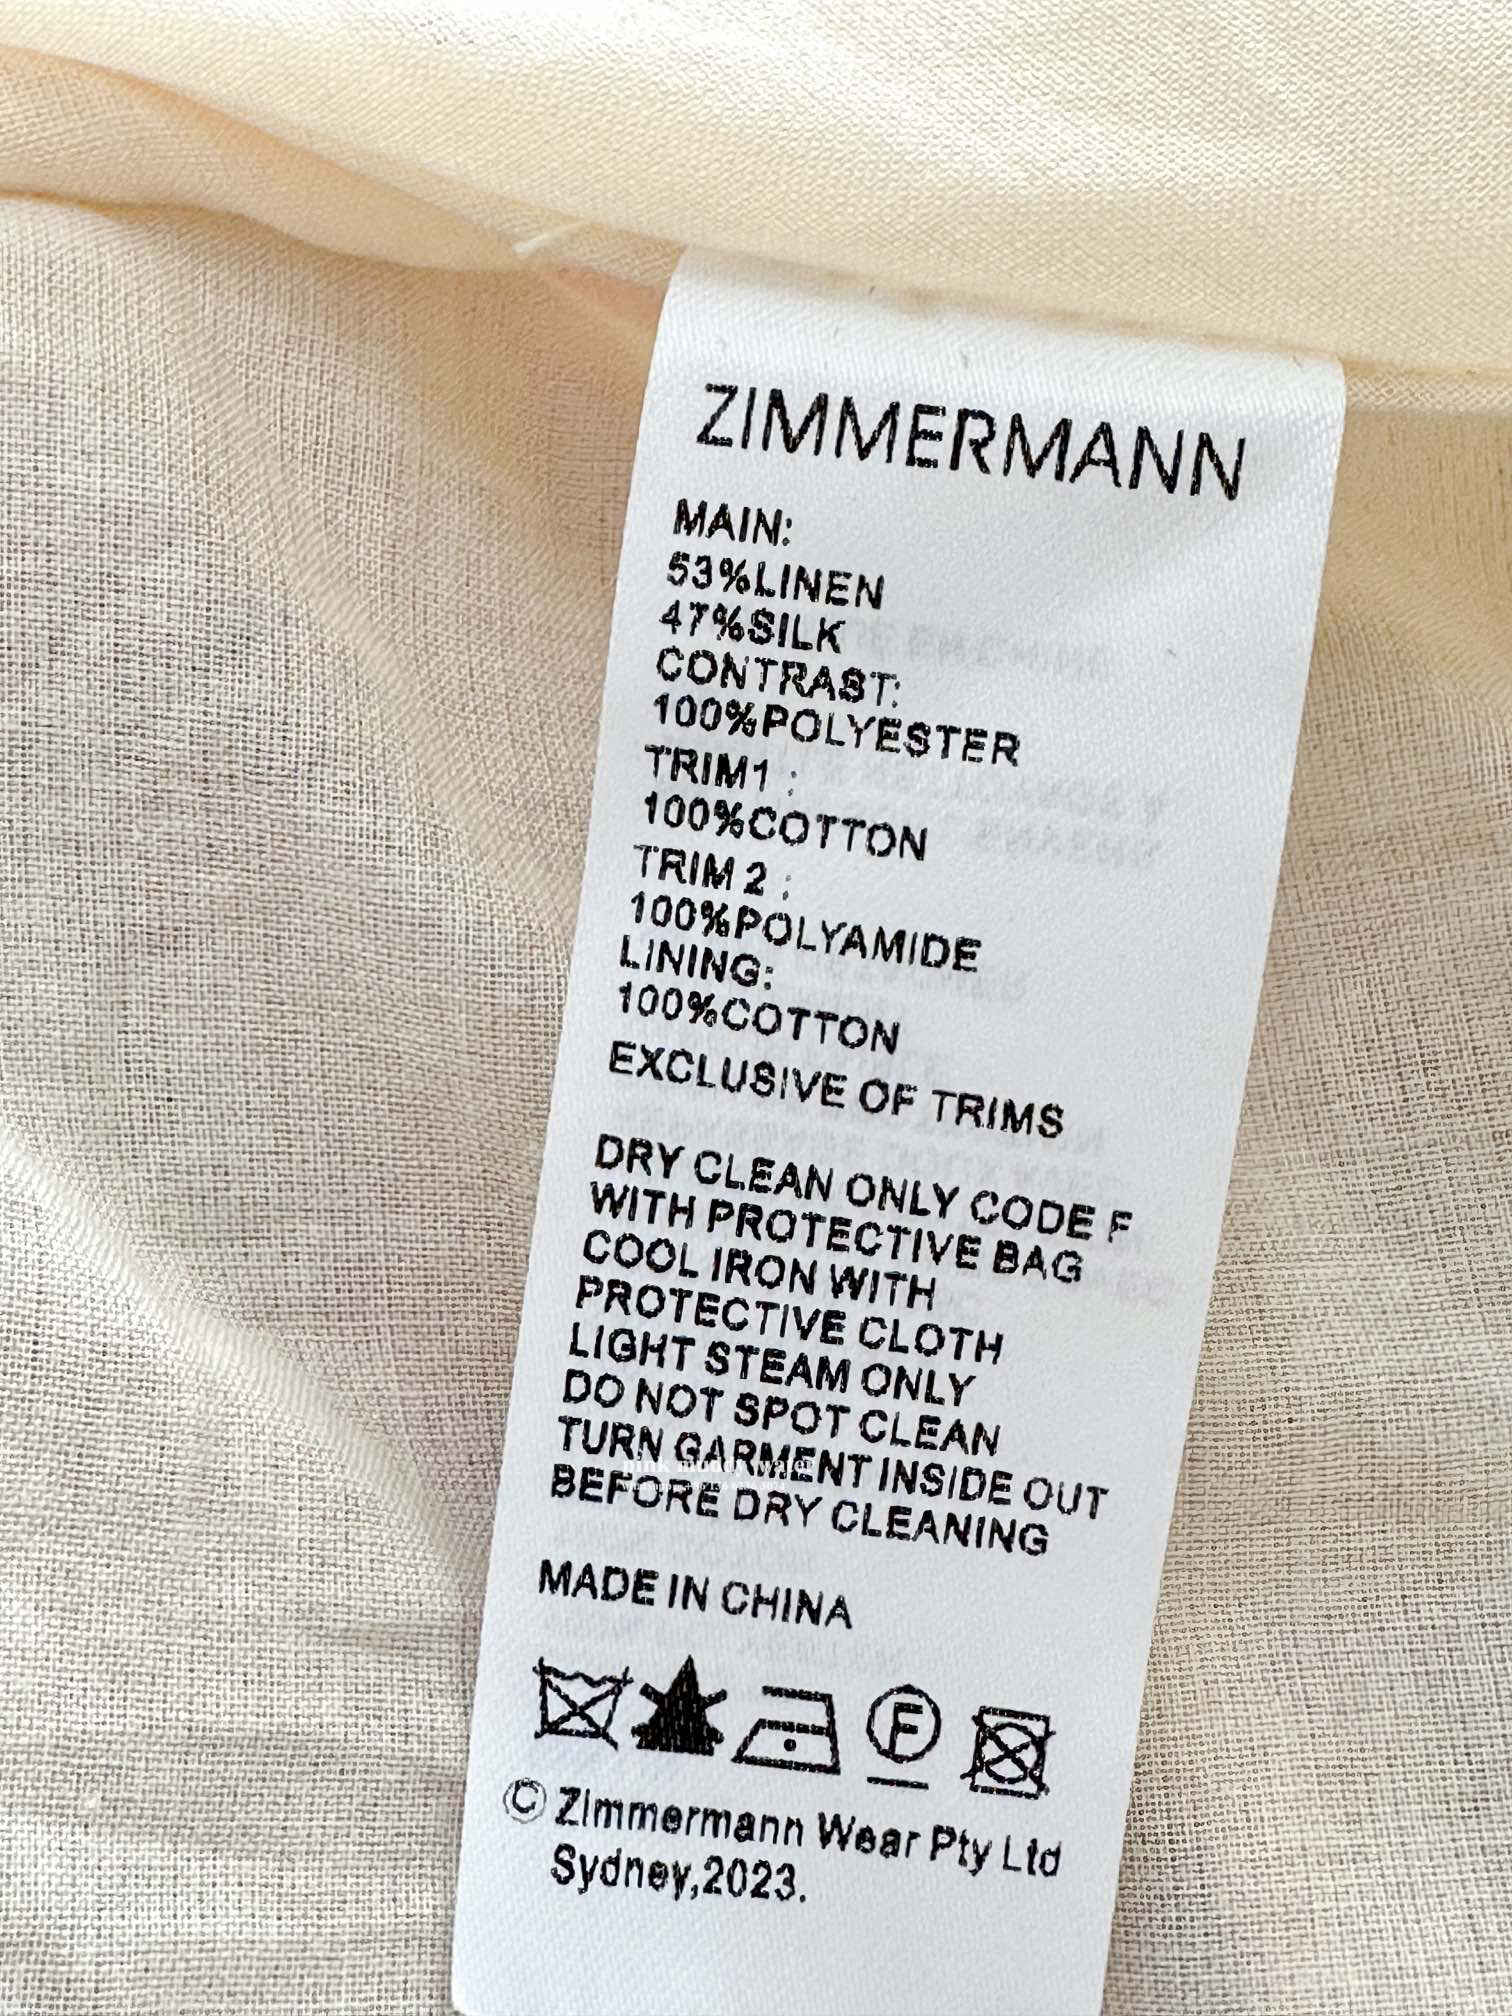 ZIMMERMANN
MAIN:
53%LINEN
47%SILK
CONTRAST:
100%POLYESTER
TRIM1 :
100%COTTON
TRIM 2 :
100%POLYAMIDE
LINING:
100%COTTON
EXCLUSIVE OF TRIMS
DRY CLEAN ONLY CODE F
WITH PROTECTIVE BAG
COOL IRON WITH
PROTECTIVE CLOTH
LIGHT STEAM ONLY
DO NOT SPOT CLEAN
TURN GARMENT INSIDE OUT
pink muddy water
BEFORE DRY CLEANING
MADE IN CHINA
F
© Zimmermann Wear Pty Ltd
Sydney,2023.